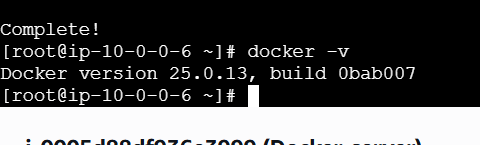 Complete!
[root@ip-10-0-0-6 ~]# docker -v
Docker version 25.0.13, build 0bab007
[root@ip-10-0-0-6 ~]#
(Docker server)